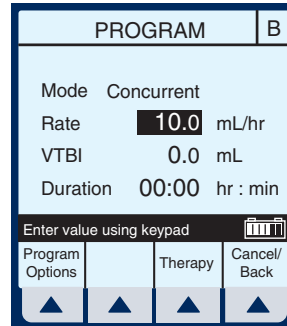 PROGRAM B
Mode Concurrent
Rate 10.0 mL/hr
VTBI 0.0 mL
Duration 00:00 hr : min
Enter value using keypad
Program Options
Therapy
Cancel/ Back